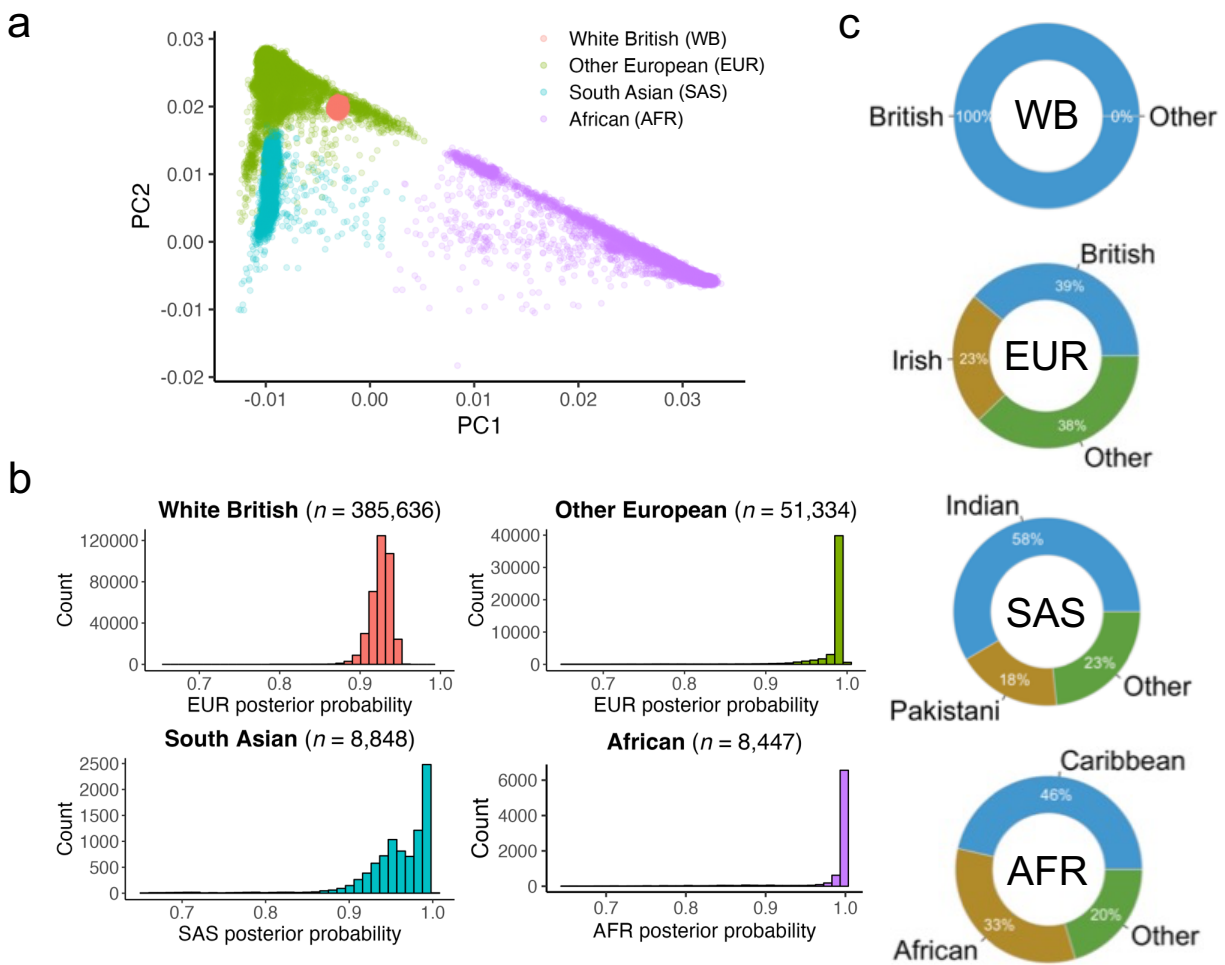 a
0.03
0.02
0.01
0.00
-0.01
-0.02
PC2
-0.01 0.00 0.01 0.02 0.03
PC1
White British (WB)
Other European (EUR)
South Asian (SAS)
African (AFR)
b
White British (n = 385,636)
120000
80000
40000
0
Count
0.7 0.8 0.9 1.0
EUR posterior probability
Other European (n = 51,334)
40000
30000
20000
10000
0
Count
0.7 0.8 0.9 1.0
EUR posterior probability
South Asian (n = 8,848)
2500
2000
1500
1000
500
0
Count
0.7 0.8 0.9 1.0
SAS posterior probability
African (n = 8,447)
6000
4000
2000
0
Count
0.7 0.8 0.9 1.0
AFR posterior probability
c
British 100% WB 0% Other
British
39%
Irish 23% EUR
38%
Other
Indian
58%
SAS
18% 23% Other
Pakistani
Caribbean
46%
AFR
33% 20% Other
African